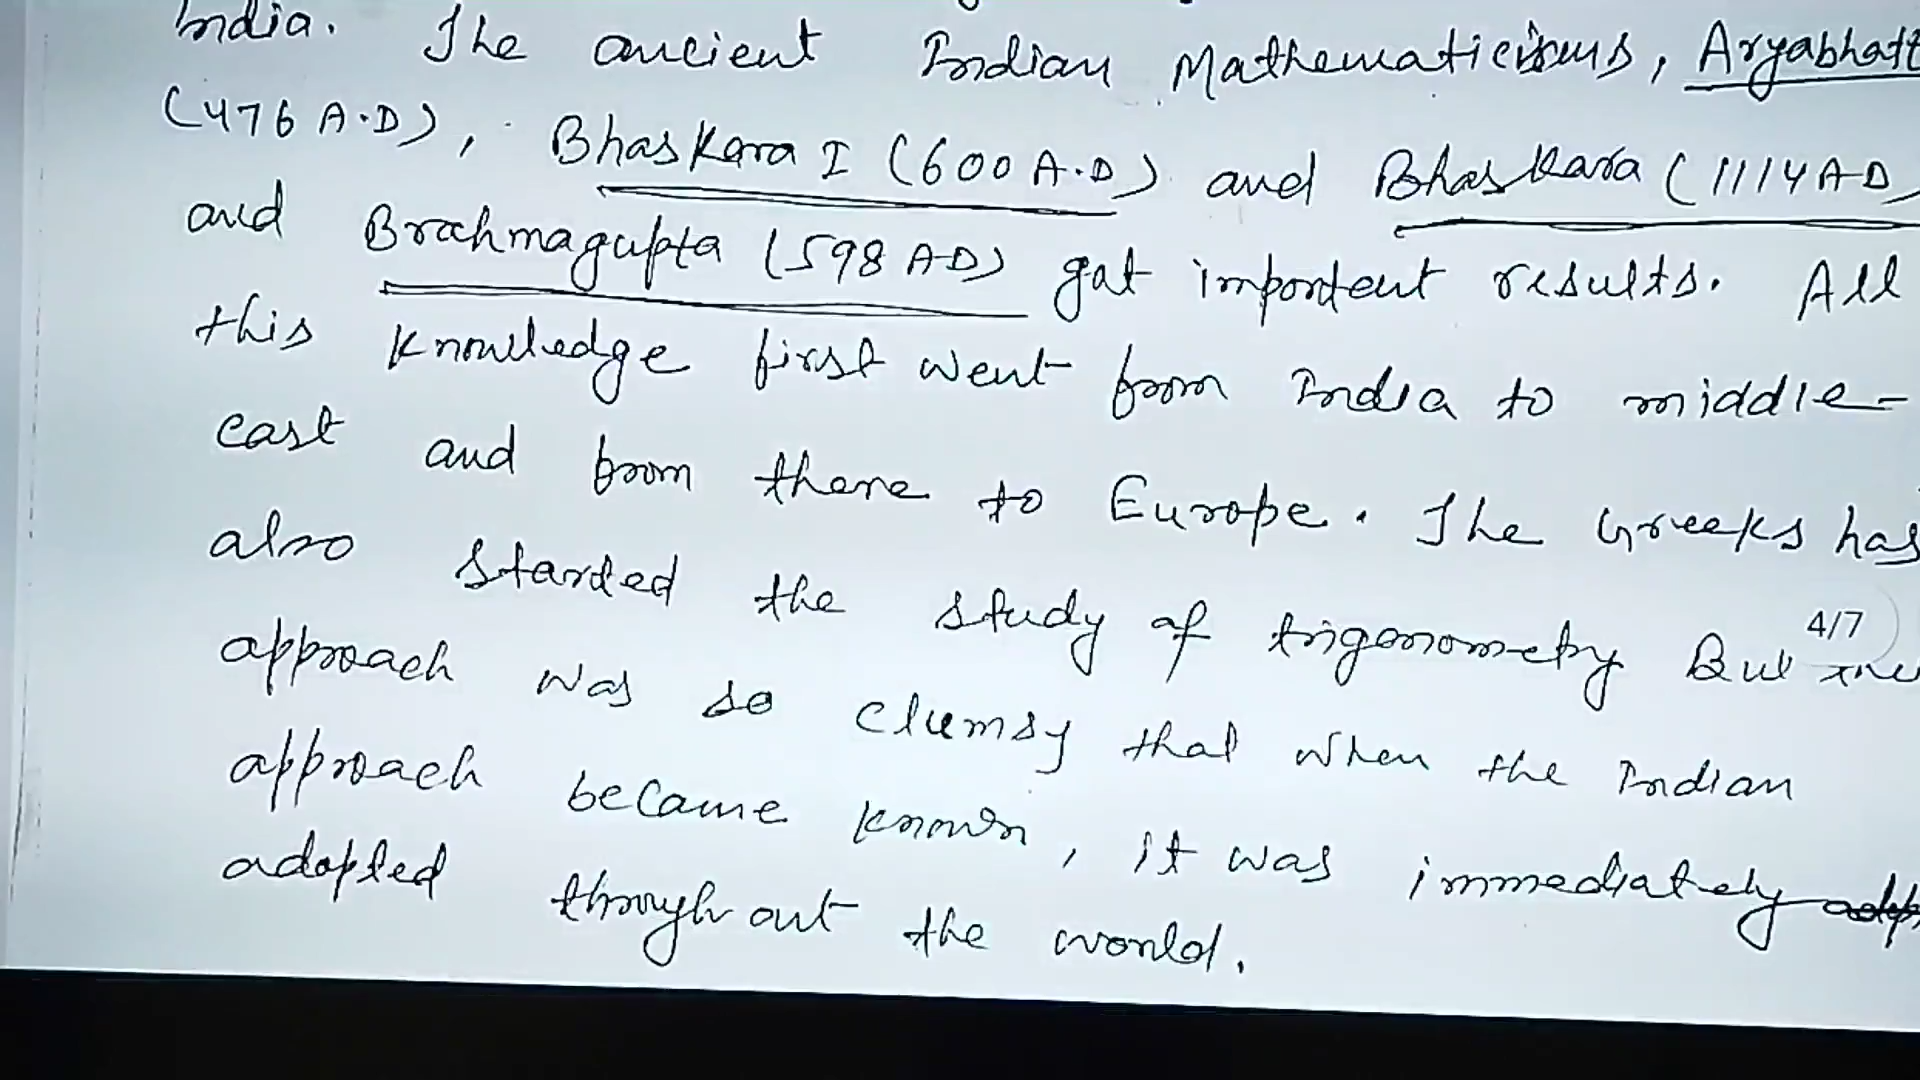 India. The ancient Indian Mathematicians, Aryabhatt
(476 A.D), Bhaskara I (600 A.D) and Bhaskara (1114 AD
and Brahmagupta (598 AD) gat important results. All
this knowledge first went from India to middle-
east and from there to Europe. The Greeks has
also started the study of trigonometry But the
4/7
approach was so clumsy that when the Indian
approach became known, it was immediately
adopted throughout the world.